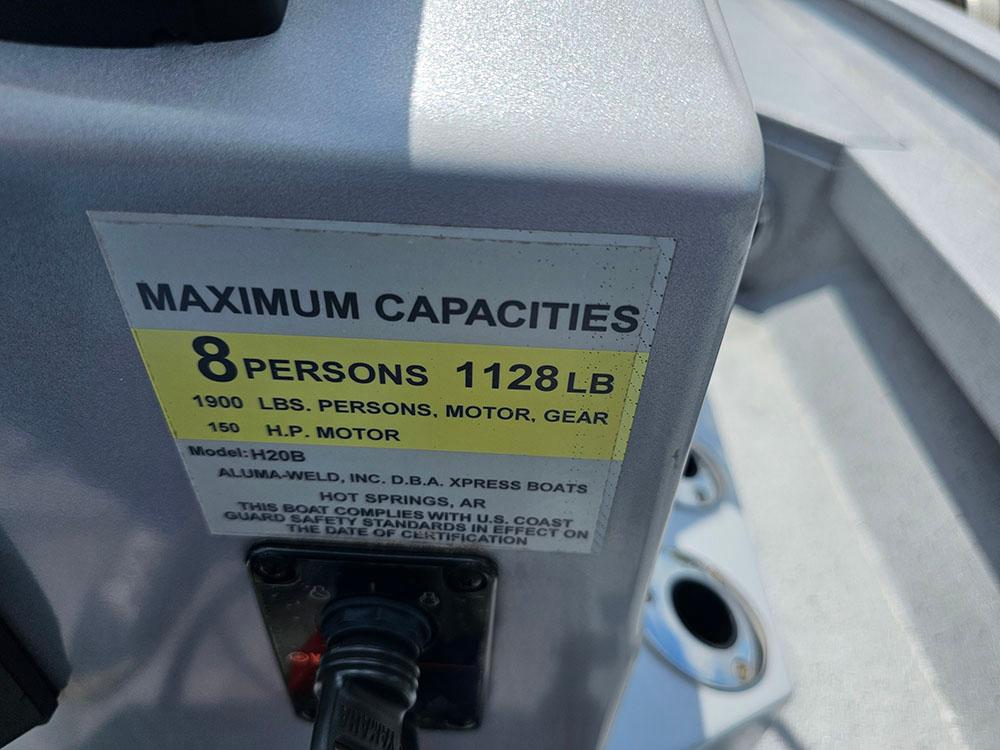 MAXIMUM CAPACITIES
8 PERSONS 1128 LB
1900 LBS. PERSONS, MOTOR, GEAR
150 H.P. MOTOR
Model: H20B
ALUMA-WELD, INC. D.B.A. XPRESS BOATS
HOT SPRINGS, AR
THIS BOAT COMPLIES WITH U.S. COAST
GUARD SAFETY STANDARDS IN EFFECT ON
THE DATE OF CERTIFICATION
YAMAHA